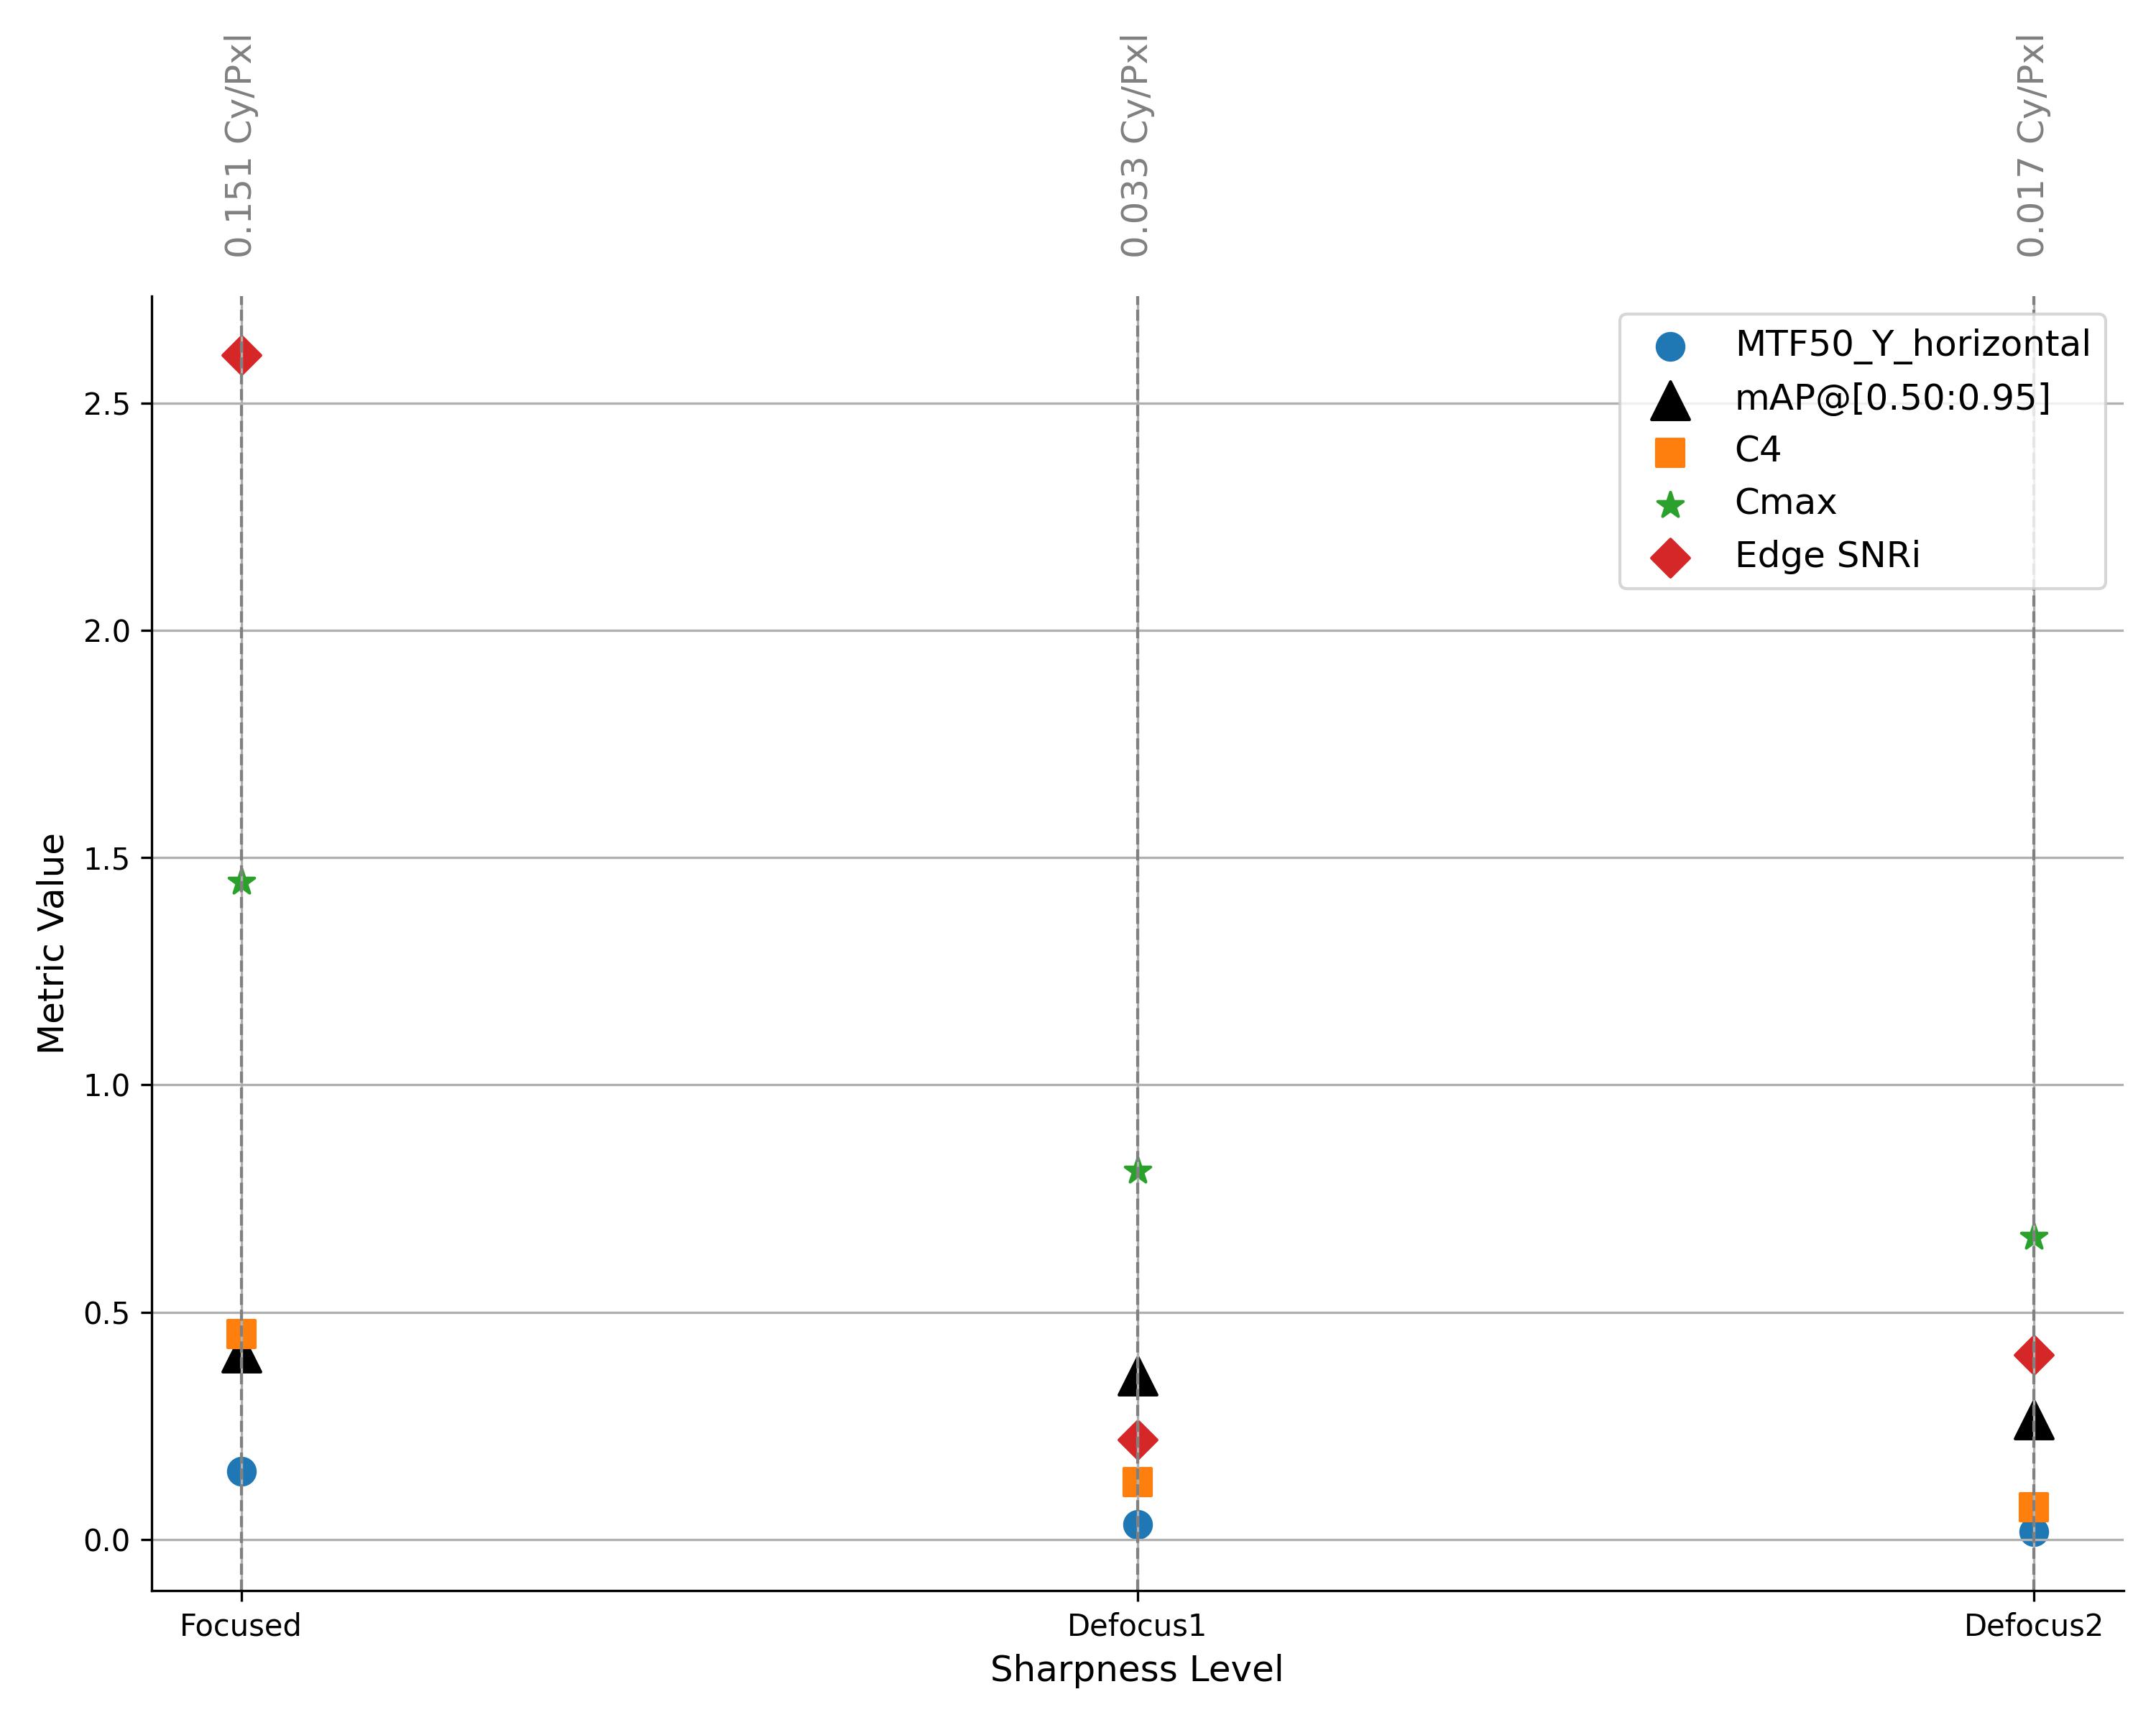 0.151 Cy/Pxl
0.033 Cy/Pxl
0.017 Cy/Pxl
MTF50_Y_horizontal
mAP@[0.50:0.95]
C4
Cmax
Edge SNRi
Metric Value
2.5
2.0
1.5
1.0
0.5
0.0
Focused
Defocus1
Defocus2
Sharpness Level